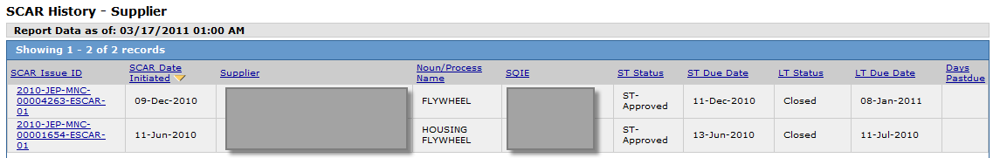 SCAR History - Supplier
Report Data as of: 03/17/2011 01:00 AM
Showing 1 - 2 of 2 records
SCAR Issue ID SCAR Date Initiated Supplier Noun/Process Name SQIE ST Status ST Due Date LT Status LT Due Date Days Pastdue
2010-JEP-MNC-
00004263-ESCAR-
01
09-Dec-2010
FLYWHEEL
ST-
Approved
11-Dec-2010
Closed
08-Jan-2011
2010-JEP-MNC-
00001654-ESCAR-
01
11-Jun-2010
HOUSING
FLYWHEEL
ST-
Approved
13-Jun-2010
Closed
11-Jul-2010